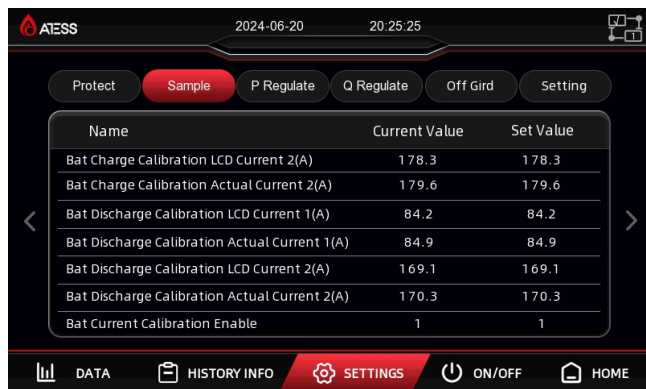 ATESS 2024-06-20 20:25:25
1
Protect Sample P Regulate Q Regulate Off Gird Setting
Name Current Value Set Value
Bat Charge Calibration LCD Current 2(A) 178.3 178.3
Bat Charge Calibration Actual Current 2(A) 179.6 179.6
Bat Discharge Calibration LCD Current 1(A) 84.2 84.2
Bat Discharge Calibration Actual Current 1(A) 84.9 84.9
Bat Discharge Calibration LCD Current 2(A) 169.1 169.1
Bat Discharge Calibration Actual Current 2(A) 170.3 170.3
Bat Current Calibration Enable 1 1
DATA HISTORY INFO SETTINGS ON/OFF HOME